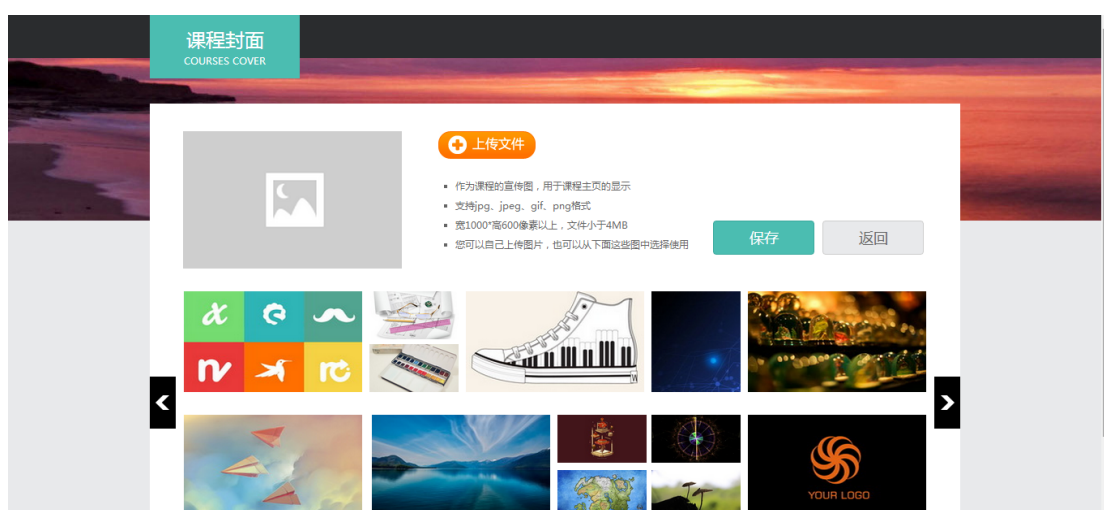 课程封面
COURSES COVER
上传文件
作为课程的宣传图，用于课程主页的显示
支持jpg、jpeg、gif、png格式
宽1000*高600像素以上，文件小于4MB
您可以自己上传图片，也可以从下面这些图中选择使用
保存
返回
W
YOUR LOGO